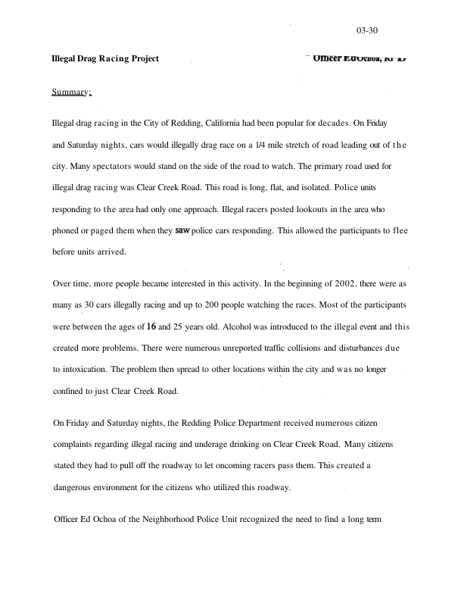 03-30
Illegal Drag Racing Project Officer Ed Ochoa, RPD
Summary:
Illegal drag racing in the City of Redding, California had been popular for decades. On Friday
and Saturday nights, cars would illegally drag race on a 1/4 mile stretch of road leading out of the
city. Many spectators would stand on the side of the road to watch. The primary road used for
illegal drag racing was Clear Creek Road. This road is long, flat, and isolated. Police units
responding to the area had only one approach. Illegal racers posted lookouts in the area who
phoned or paged them when they saw police cars responding. This allowed the participants to flee
before units arrived.
Over time, more people became interested in this activity. In the beginning of 2002, there were as
many as 30 cars illegally racing and up to 200 people watching the races. Most of the participants
were between the ages of 16 and 25 years old. Alcohol was introduced to the illegal event and this
created more problems. There were numerous unreported traffic collisions and disturbances due
to intoxication. The problem then spread to other locations within the city and was no longer
confined to just Clear Creek Road.
On Friday and Saturday nights, the Redding Police Department received numerous citizen
complaints regarding illegal racing and underage drinking on Clear Creek Road. Many citizens
stated they had to pull off the roadway to let oncoming racers pass them. This created a
dangerous environment for the citizens who utilized this roadway.
Officer Ed Ochoa of the Neighborhood Police Unit recognized the need to find a long term